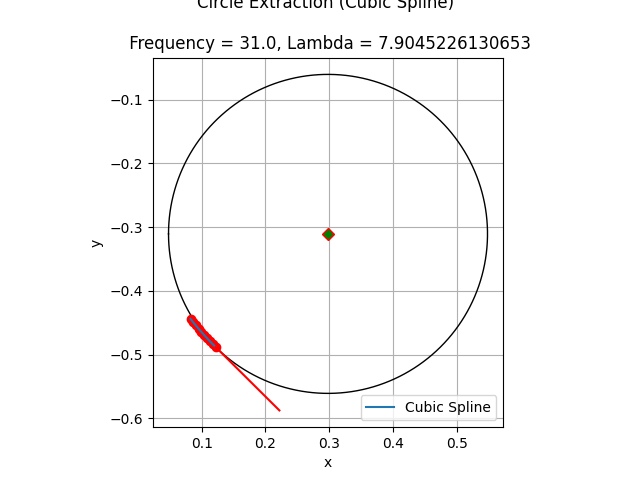 Circle Extraction (Cubic Spline)
Frequency = 31.0, Lambda = 7.9045226130653
−0.1
−0.2
−0.3
−0.4
−0.5
−0.6
y
0.1 0.2 0.3 0.4 0.5
x
Cubic Spline